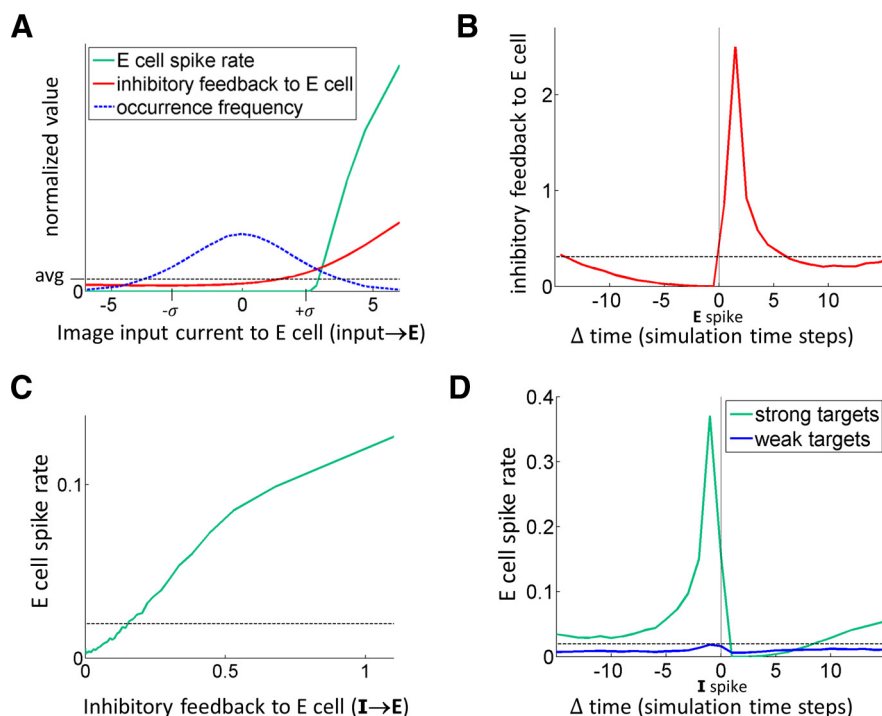 A
E cell spike rate
inhibitory feedback to E cell
occurrence frequency
normalized value
avg
0
-5
-σ
0
+σ
5
Image input current to E cell (input→E)
B
inhibitory feedback to E cell
2
1
0
-10
-5
0
5
10
E spike
Δ time (simulation time steps)
C
E cell spike rate
0.1
0
0
0.5
1
Inhibitory feedback to E cell (I→E)
D
strong targets
weak targets
E cell spike rate
0.4
0.3
0.2
0.1
0
-10
-5
0
5
10
I spike
Δ time (simulation time steps)